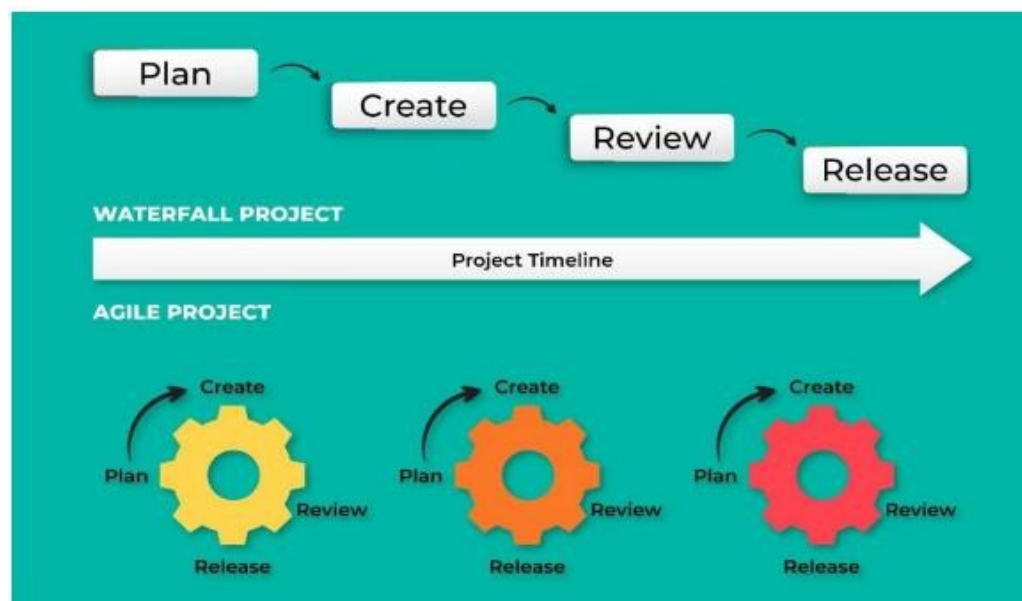 Plan
Create
Review
Release
WATERFALL PROJECT
Project Timeline
AGILE PROJECT
Create
Plan
Review
Release
Create
Plan
Review
Release
Create
Plan
Review
Release